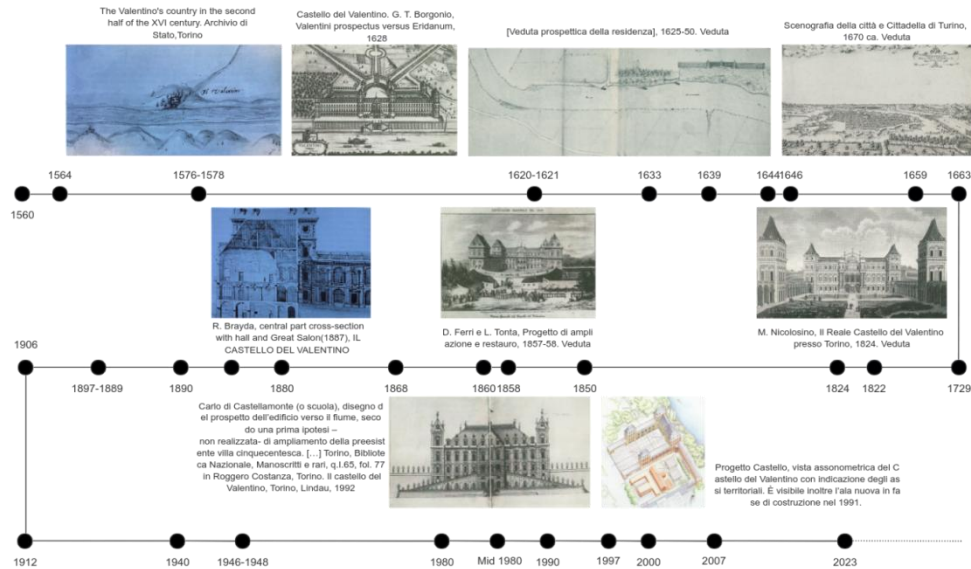 The Valentino's country in the second
half of the XVI century. Archivio di
Stato,Torino
Castello del Valentino. G. T. Borgonio,
Valentini prospectus versus Eridanum,
1628
[Veduta prospettica della residenza], 1625-50. Veduta
Scenografia della città e Cittadella di Turino,
1670 ca. Veduta
1560
1564
1576-1578
1620-1621
1633
1639
1644
1646
1659
1663
R. Brayda, central part cross-section
with hall and Great Salon(1887), IL
CASTELLO DEL VALENTINO
D. Ferri e L. Tonta, Progetto di ampli
azione e restauro, 1857-58. Veduta
M. Nicolosino, Il Reale Castello del Valentino
presso Torino, 1824. Veduta
1906
1897-1889
1890
1880
1868
1860
1858
1850
1824
1822
1729
Carlo di Castellamonte (o scuola), disegno d
el prospetto dell'edificio verso il fiume, seco
do una prima ipotesi –
non realizzata- di ampliamento della preesist
ente villa cinquecentesca. [...] Torino, Bibliote
ca Nazionale, Manoscritti e rari, q.I.65, fol. 77
in Roggero Costanza, Torino. Il castello del
Valentino, Torino, Lindau, 1992
Progetto Castello, vista assonometrica del C
astello del Valentino con indicazione degli as
si territoriali. È visibile inoltre l'ala nuova in fa
se di costruzione nel 1991.
1912
1940
1946-1948
1980
Mid 1980
1990
1997
2000
2007
2023